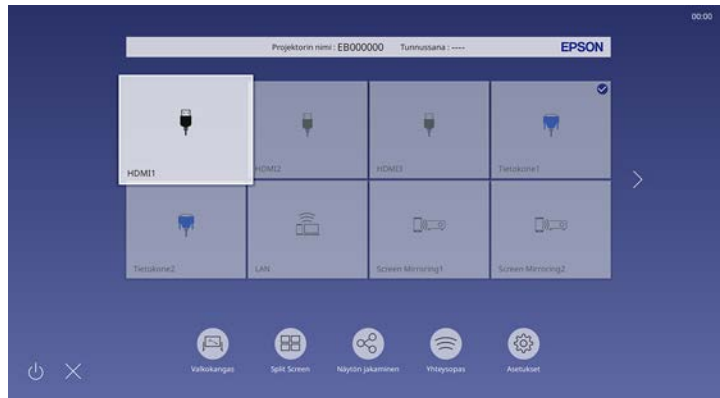 00:00
Projektorin nimi : EB000000 Tunnussana : ---- EPSON
HDMI1 HDMI2 HDMI3 Tietokone1
Tietokone2 LAN Screen Mirroring1 Screen Mirroring2
Valkokangas Split Screen Näytön jakaminen Yhteysopas Asetukset